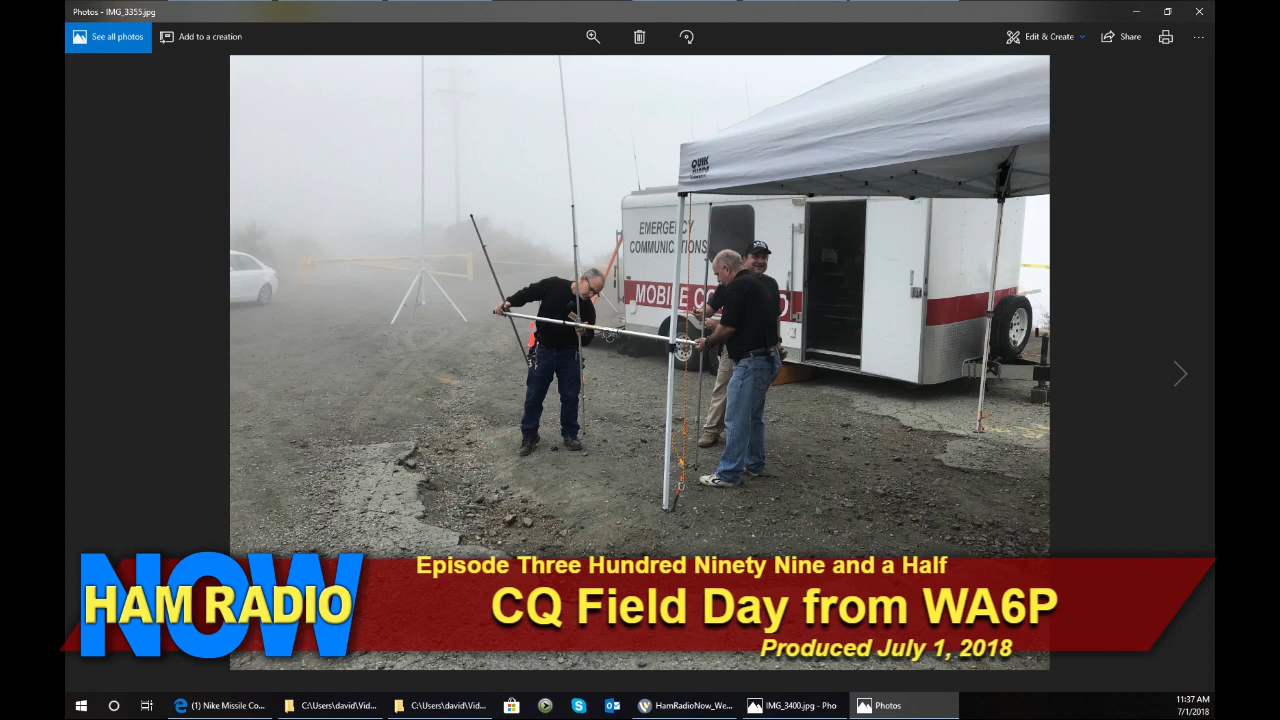 Photos - IMG_3355.jpg
See all photos
Add to a creation
Edit & Create
Share
QUIK
SHADE
EMERGENCY
COMMUNICATIONS
MOBILE
Episode Three Hundred Ninety Nine and a Half
NOW
HAM RADIO
CQ Field Day from WA6P
Produced July 1, 2018
(1) Nike Missile Co...
C:\Users\david\Vid...
C:\Users\david\Vid...
HamRadioNow_We...
IMG_3400.jpg - Pho
Photos
11:37 AM
7/1/2018